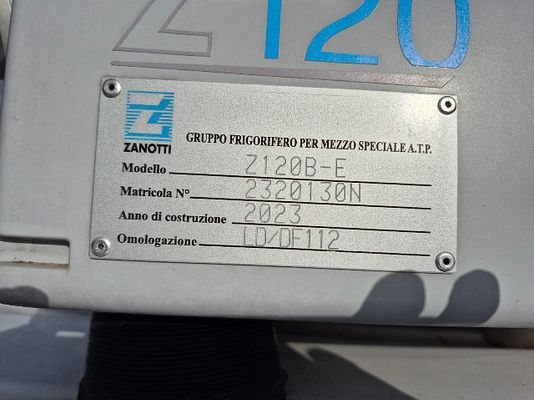 Z120
Z
ZANOTTI
GRUPPO FRIGORIFERO PER MEZZO SPECIALE A.T.P.
Modello Z120B-E
Matricola N° 2320130N
Anno di costruzione 2023
Omologazione LD/DF112